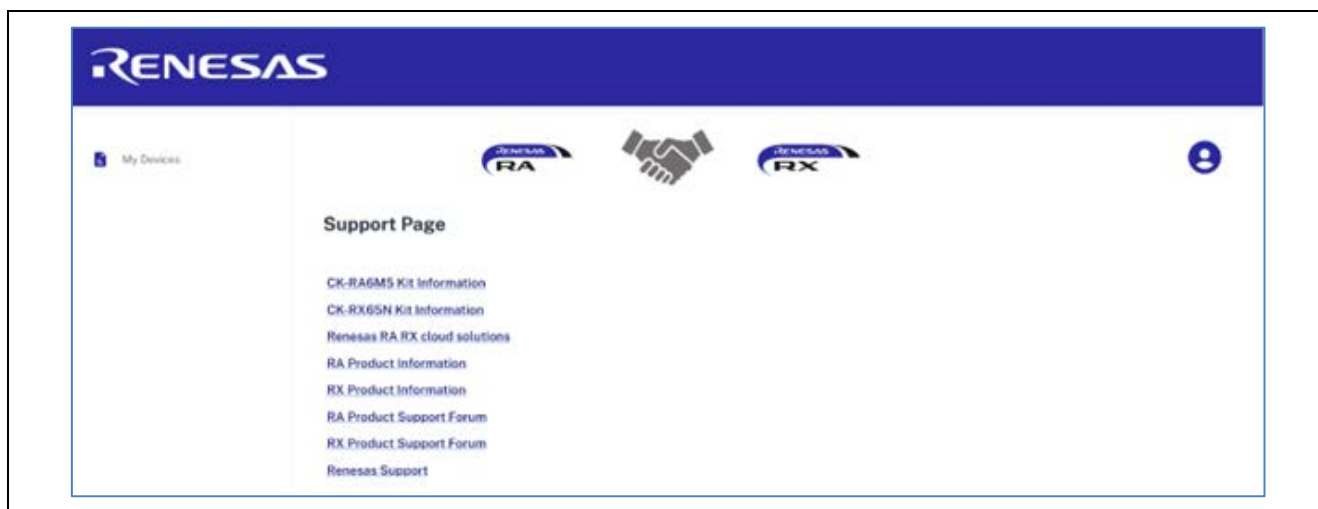 RENESAS
My Devices
RENESAS
RA
RENESAS
RX
Support Page
CK-RA6M5 Kit Information
CK-RX65N Kit Information
Renesas RA RX cloud solutions
RA Product Information
RX Product Information
RA Product Support Forum
RX Product Support Forum
Renesas Support